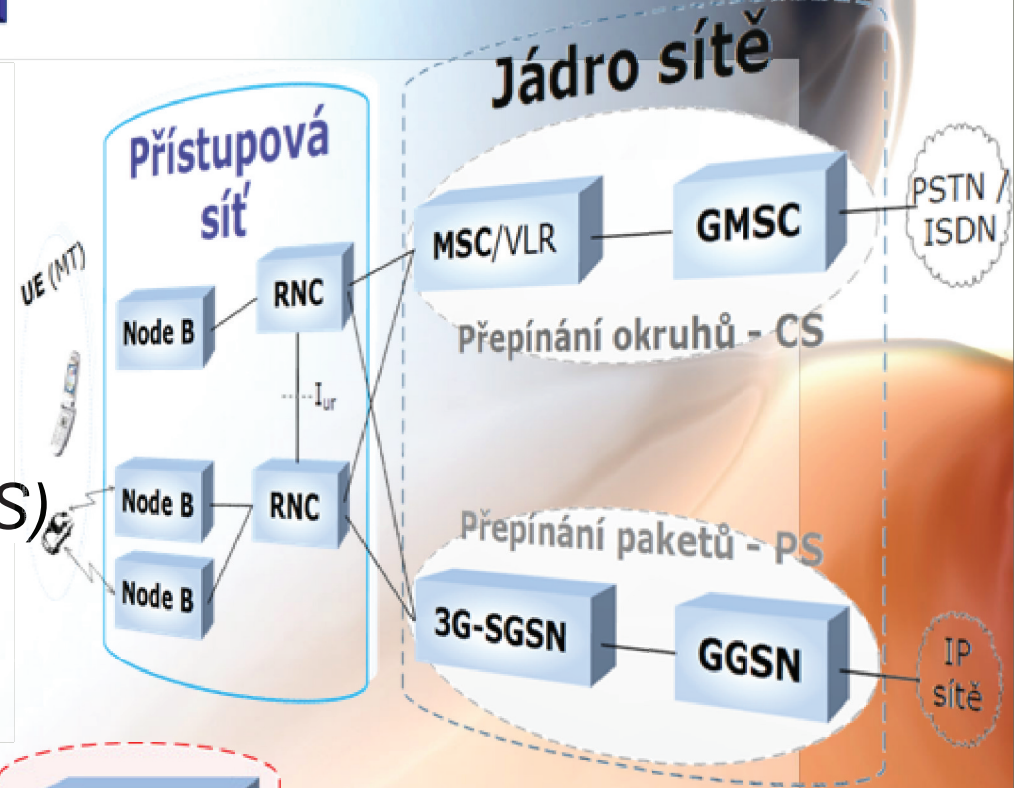 Jádro sítě
Přístupová
síť
UE (MT)
Node B
RNC
I_ur
Node B
RNC
Node B
S)
MSC/VLR
GMSC
Přepínání okruhů - CS
PSTN /
ISDN
Přepínání paketů - PS
3G-SGSN
GGSN
IP
sítě